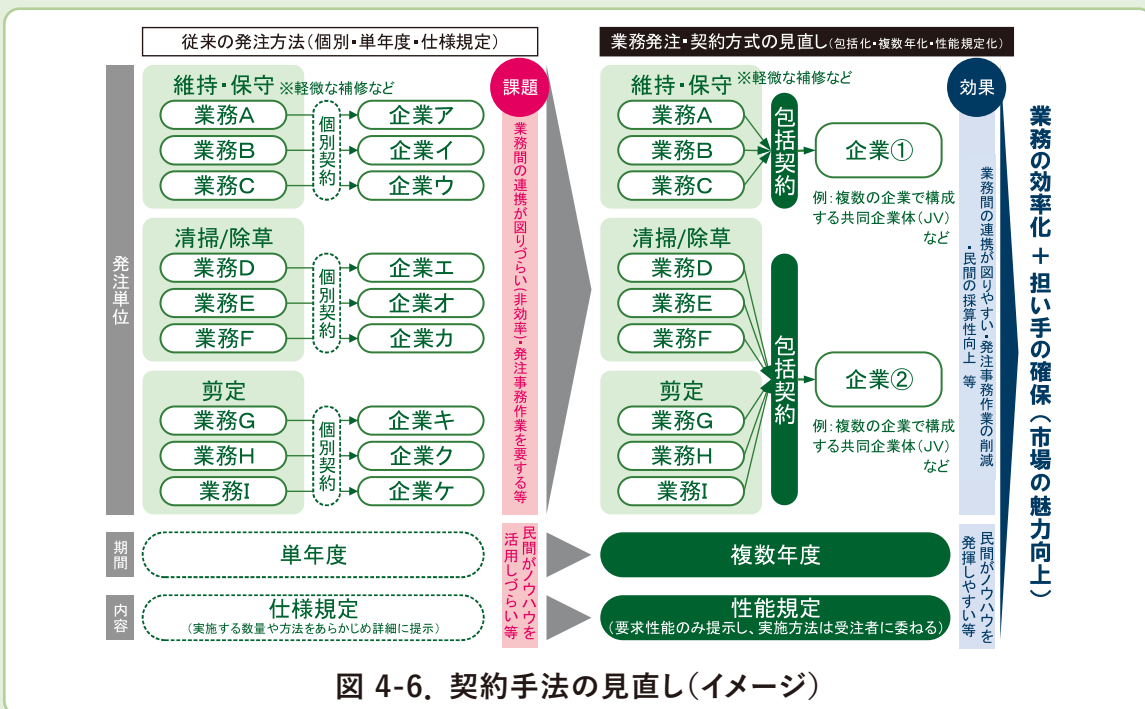 従来の発注方法(個別・単年度・仕様規定)
業務発注・契約方式の見直し(包括化・複数年化・性能規定化)
発注単位
維持・保守
※軽微な補修など
業務A
業務B
業務C
個別契約
企業ア
企業イ
企業ウ
清掃/除草
業務D
業務E
業務F
個別契約
企業エ
企業オ
企業カ
剪定
業務G
業務H
業務I
個別契約
企業キ
企業ク
企業ケ
課題
業務間の連携が図りづらい(非効率)・発注事務作業を要する等
維持・保守
※軽微な補修など
業務A
業務B
業務C
包括契約
企業①
例:複数の企業で構成
する共同企業体(JV)
など
清掃/除草
業務D
業務E
業務F
剪定
業務G
業務H
業務I
包括契約
企業②
例:複数の企業で構成
する共同企業体(JV)
など
効果
業務間の連携が図りやすい・発注事務作業の削減
・民間の採算性向上 等
業務の効率化 + 担い手の確保(市場の魅力向上)
期間
単年度
民間がノウハウを
活用しづらい等
複数年度
民間がノウハウを
発揮しやすい等
内容
仕様規定
(実施する数量や方法をあらかじめ詳細に提示)
性能規定
(要求性能のみ提示し、実施方法は受注者に委ねる)
図 4-6. 契約手法の見直し(イメージ)